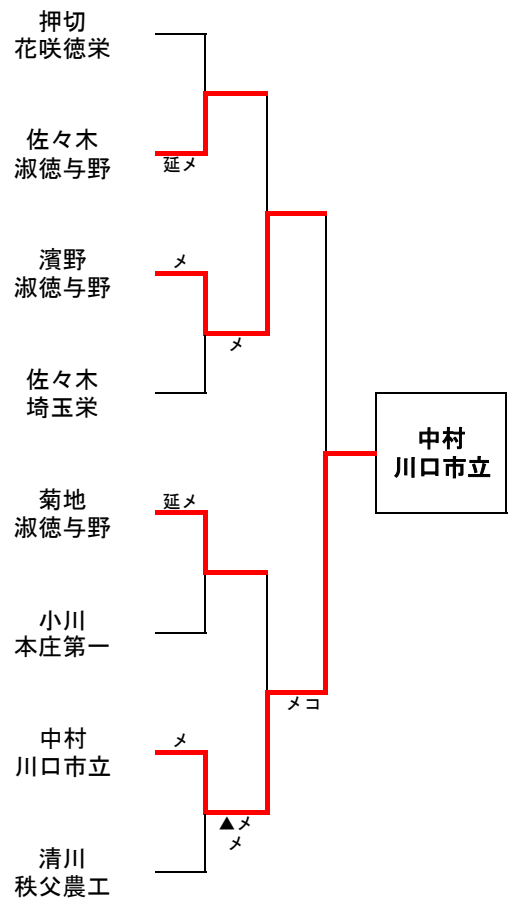 押切
花咲徳栄
佐々木
淑徳与野
延メ
濱野
淑徳与野
メ
メ
佐々木
埼玉栄
中村
川口市立
菊地
淑徳与野
延メ
小川
本庄第一
メコ
中村
川口市立
メ
▲メ
メ
清川
秩父農工